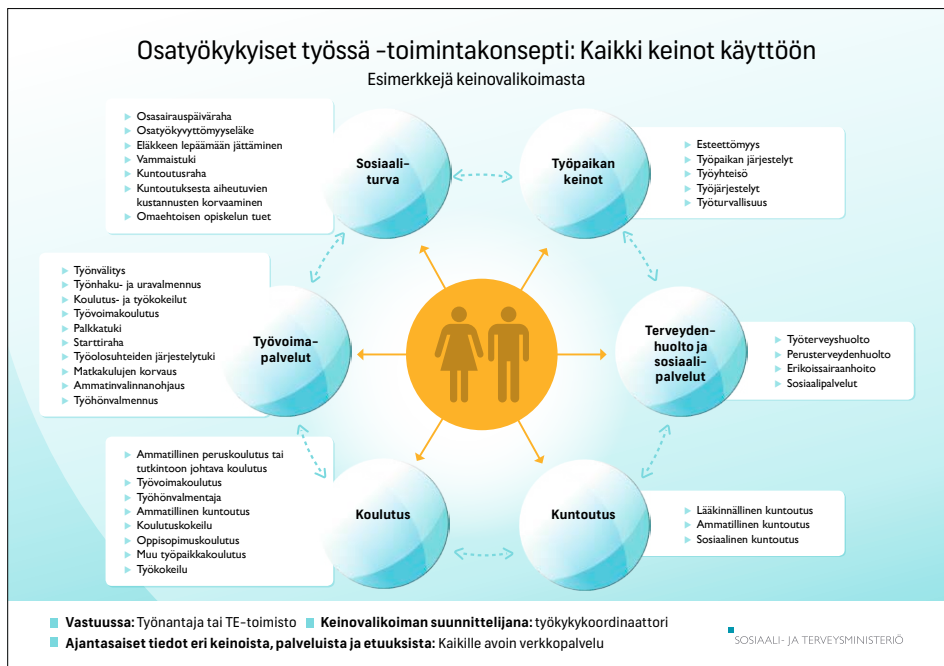 Osatyökykyiset työssä -toimintakonsepti: Kaikki keinot käyttöön
Esimerkkejä keinovalikoimasta
Osasairauspäiväraha
Osatyökyvyttömyyseläke
Eläkkeen lepäämään jättäminen
Vammaistuki
Kuntoutusraha
Kuntoutuksesta aiheutuvien
kustannusten korvaaminen
Omaehtoisen opiskelun tuet
Sosiaali-
turva
Työpaikan
keinot
Esteettömyys
Työpaikan järjestelyt
Työyhteisö
Työjärjestelyt
Työturvallisuus
Työnvälitys
Työnhaku- ja uravalmennus
Koulutus- ja työkokeilut
Työvoimakoulutus
Palkkatuki
Starttiraha
Työolosuhteiden järjestelytuki
Matkakulujen korvaus
Ammatinvalinnanohjaus
Työhönvalmennus
Työvoima-
palvelut
Terveyden-
huolto ja
sosiaali-
palvelut
Työterveyshuolto
Perusterveydenhuolto
Erikoissairaanhoito
Sosiaalipalvelut
Ammatillinen peruskoulutus tai
tutkintoon johtava koulutus
Työvoimakoulutus
Työhönvalmentaja
Ammatillinen kuntoutus
Koulutuskokeilu
Oppisopimuskoulutus
Muu työpaikkakoulutus
Työkokeilu
Koulutus
Kuntoutus
Lääkinnällinen kuntoutus
Ammatillinen kuntoutus
Sosiaalinen kuntoutus
Vastuussa: Työnantaja tai TE-toimisto Keinovalikoiman suunnittelijana: työkykykoordinaattori
Ajantasaiset tiedot eri keinoista, palveluista ja etuuksista: Kaikille avoin verkkopalvelu
SOSIAALI- JA TERVEYSMINISTERIÖ